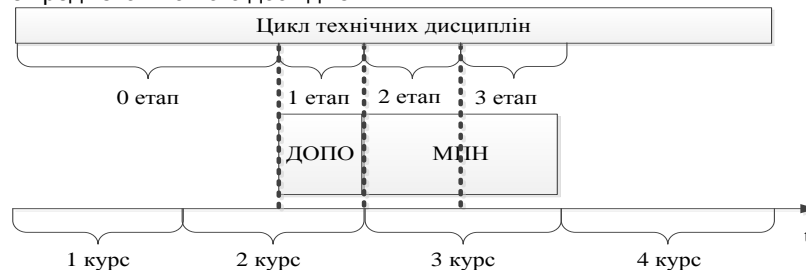 Цикл технічних дисциплін
0 етап
1 етап
2 етап
3 етап
ДОПО
МПН
1 курс
2 курс
3 курс
4 курс
t